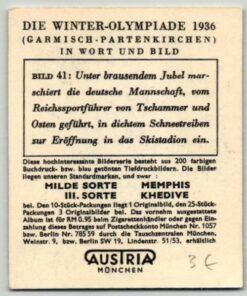 DIE WINTER-OLYMPIADE 1936
(GARMISCH-PARTENKIRCHEN)
IN WORT UND BILD
BILD 41: Unter brausendem Jubel mar-
schiert die deutsche Mannschaft, vom
Reichssportführer von Tschammer und
Osten geführt, in dichtem Schneetreiben
zur Eröffnung in das Skistadion ein.
Diese hochinteressante Bilderserie besteht aus 200 farbigen
Buchdruck- bzw. blau getönten Tiefdruckbildern. Die Bilder
liegen unseren Standardmarken, und zwar:
MILDE SORTE MEMPHIS
III. SORTE KHEDIVE
bei. Den 10-Stück-Packungen liegt 1 Originalbild, den 25-Stück-
Packungen 3 Originalbilder bei. Das vornehm ausgestattete
Album ist für RM 0.95 beim Zigarettenhändler oder gegen Ein-
zahlung dieses Betrages auf Postscheckkonto München Nr. 1057
bzw. Berlin Nr. 78559 durch die Tauschzentralen München,
Weinstr. 9, bzw. Berlin SW 19, Lindenstr. 51/53, erhältlich
AUSTRIA
MÜNCHEN
3 €